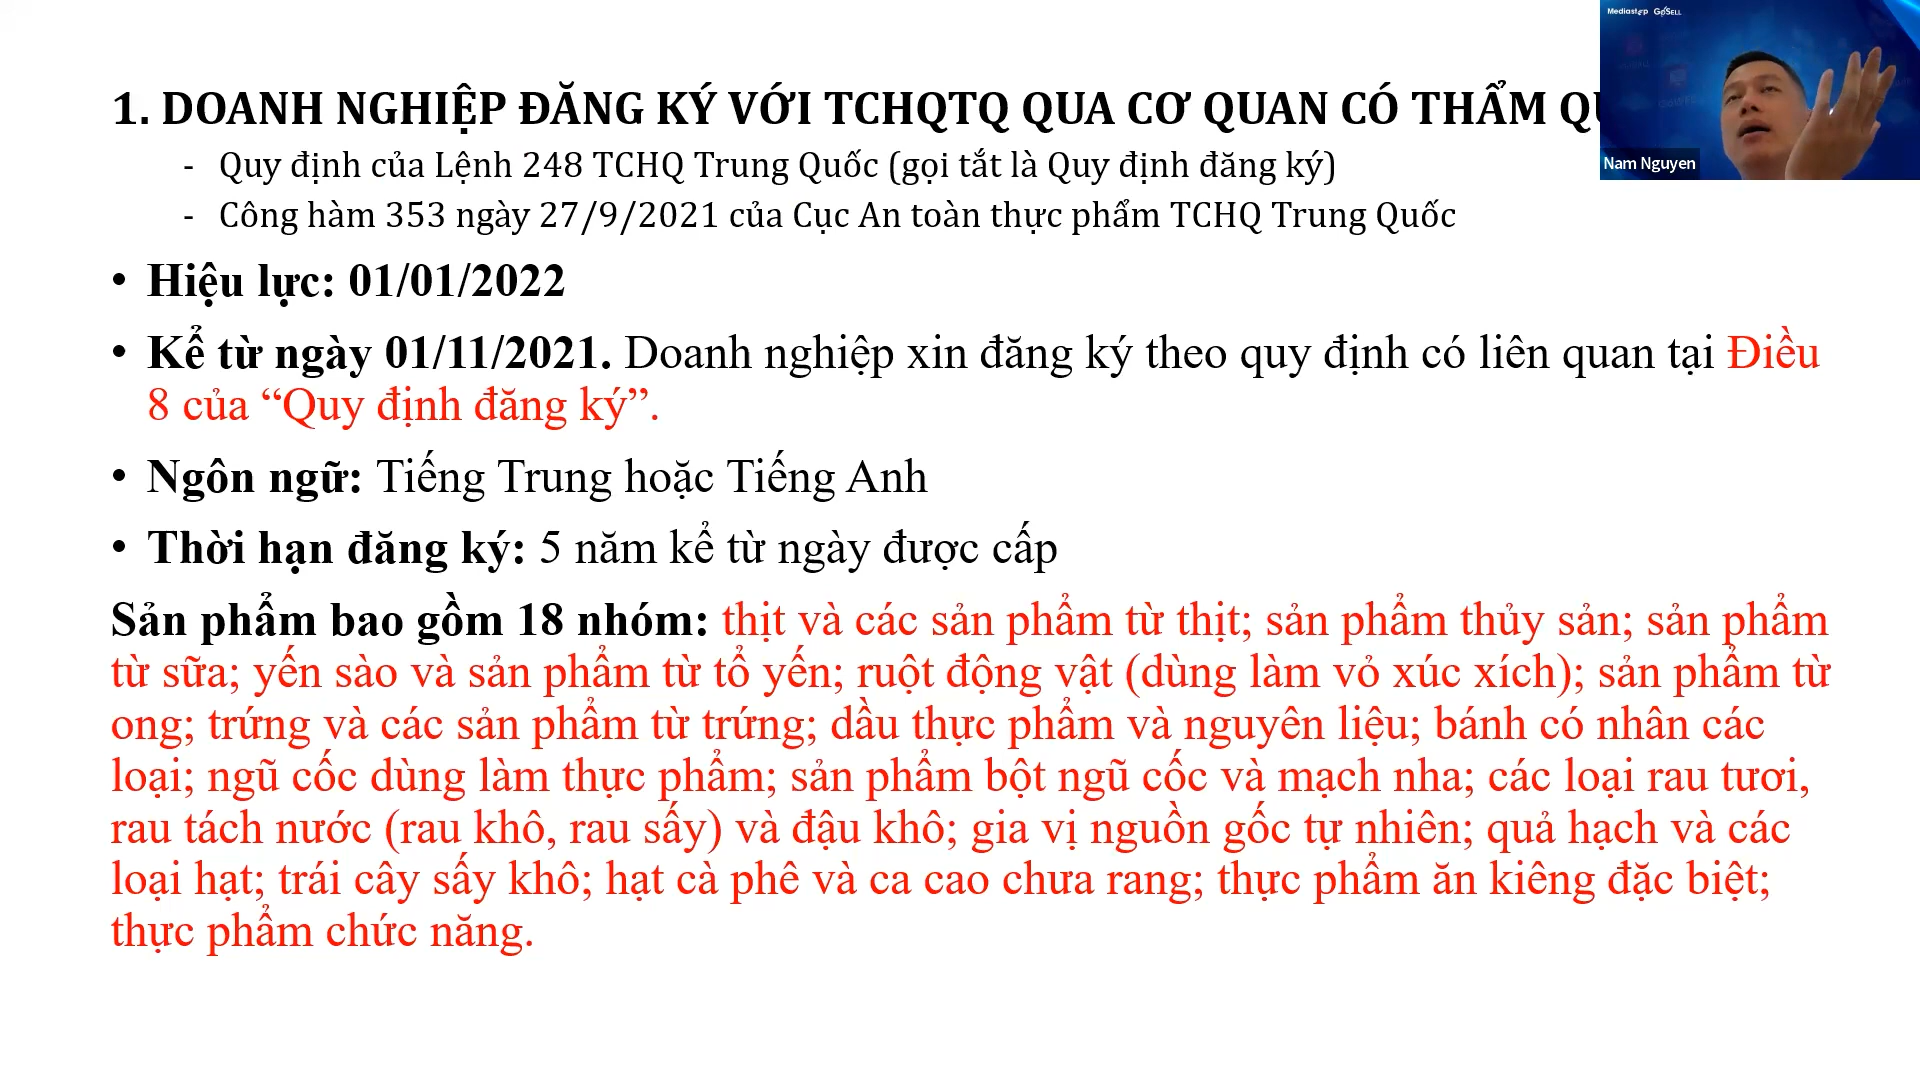 Mediastep GoSELL
1. DOANH NGHIỆP ĐĂNG KÝ VỚI TCHQTQ QUA CƠ QUAN CÓ THẨM
Nam Nguyen
- Quy định của Lệnh 248 TCHQ Trung Quốc (gọi tắt là Quy định đăng ký)
- Công hàm 353 ngày 27/9/2021 của Cục An toàn thực phẩm TCHQ Trung Quốc
• Hiệu lực: 01/01/2022
• Kể từ ngày 01/11/2021. Doanh nghiệp xin đăng ký theo quy định có liên quan tại Điều
8 của “Quy định đăng ký”.
• Ngôn ngữ: Tiếng Trung hoặc Tiếng Anh
• Thời hạn đăng ký: 5 năm kể từ ngày được cấp
Sản phẩm bao gồm 18 nhóm: thịt và các sản phẩm từ thịt; sản phẩm thủy sản; sản phẩm
từ sữa; yến sào và sản phẩm từ tổ yến; ruột động vật (dùng làm vỏ xúc xích); sản phẩm từ
ong; trứng và các sản phẩm từ trứng; dầu thực phẩm và nguyên liệu; bánh có nhân các
loại; ngũ cốc dùng làm thực phẩm; sản phẩm bột ngũ cốc và mạch nha; các loại rau tươi,
rau tách nước (rau khô, rau sấy) và đậu khô; gia vị nguồn gốc tự nhiên; quả hạch và các
loại hạt; trái cây sấy khô; hạt cà phê và ca cao chưa rang; thực phẩm ăn kiêng đặc biệt;
thực phẩm chức năng.